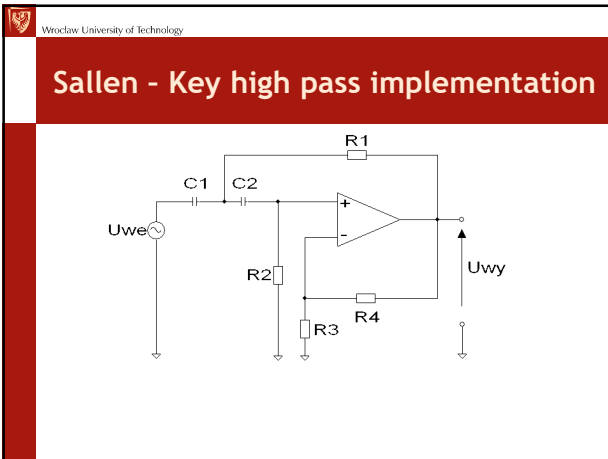 Wroclaw University of Technology
Sallen - Key high pass implementation
R1
C1 C2
+
Uwe
-
Uwy
R2
R4
R3